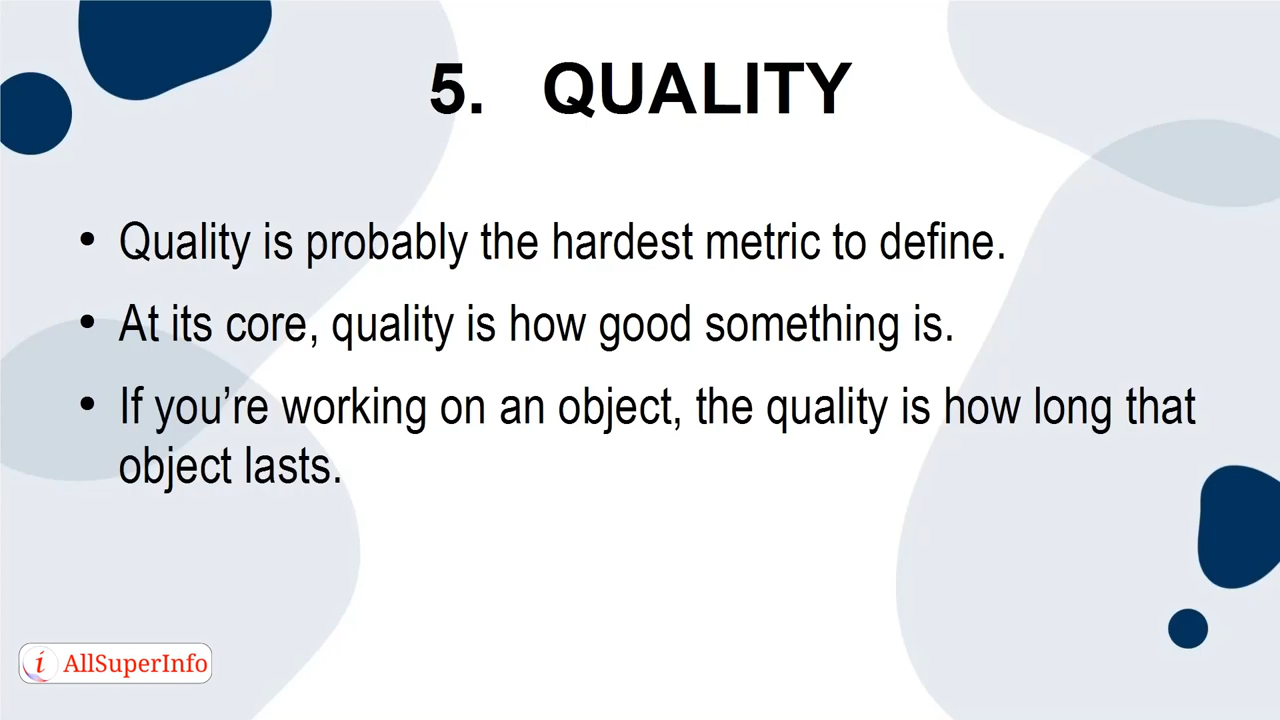 5. QUALITY
• Quality is probably the hardest metric to define.
• At its core, quality is how good something is.
• If you’re working on an object, the quality is how long that
object lasts.
i AllSuperInfo